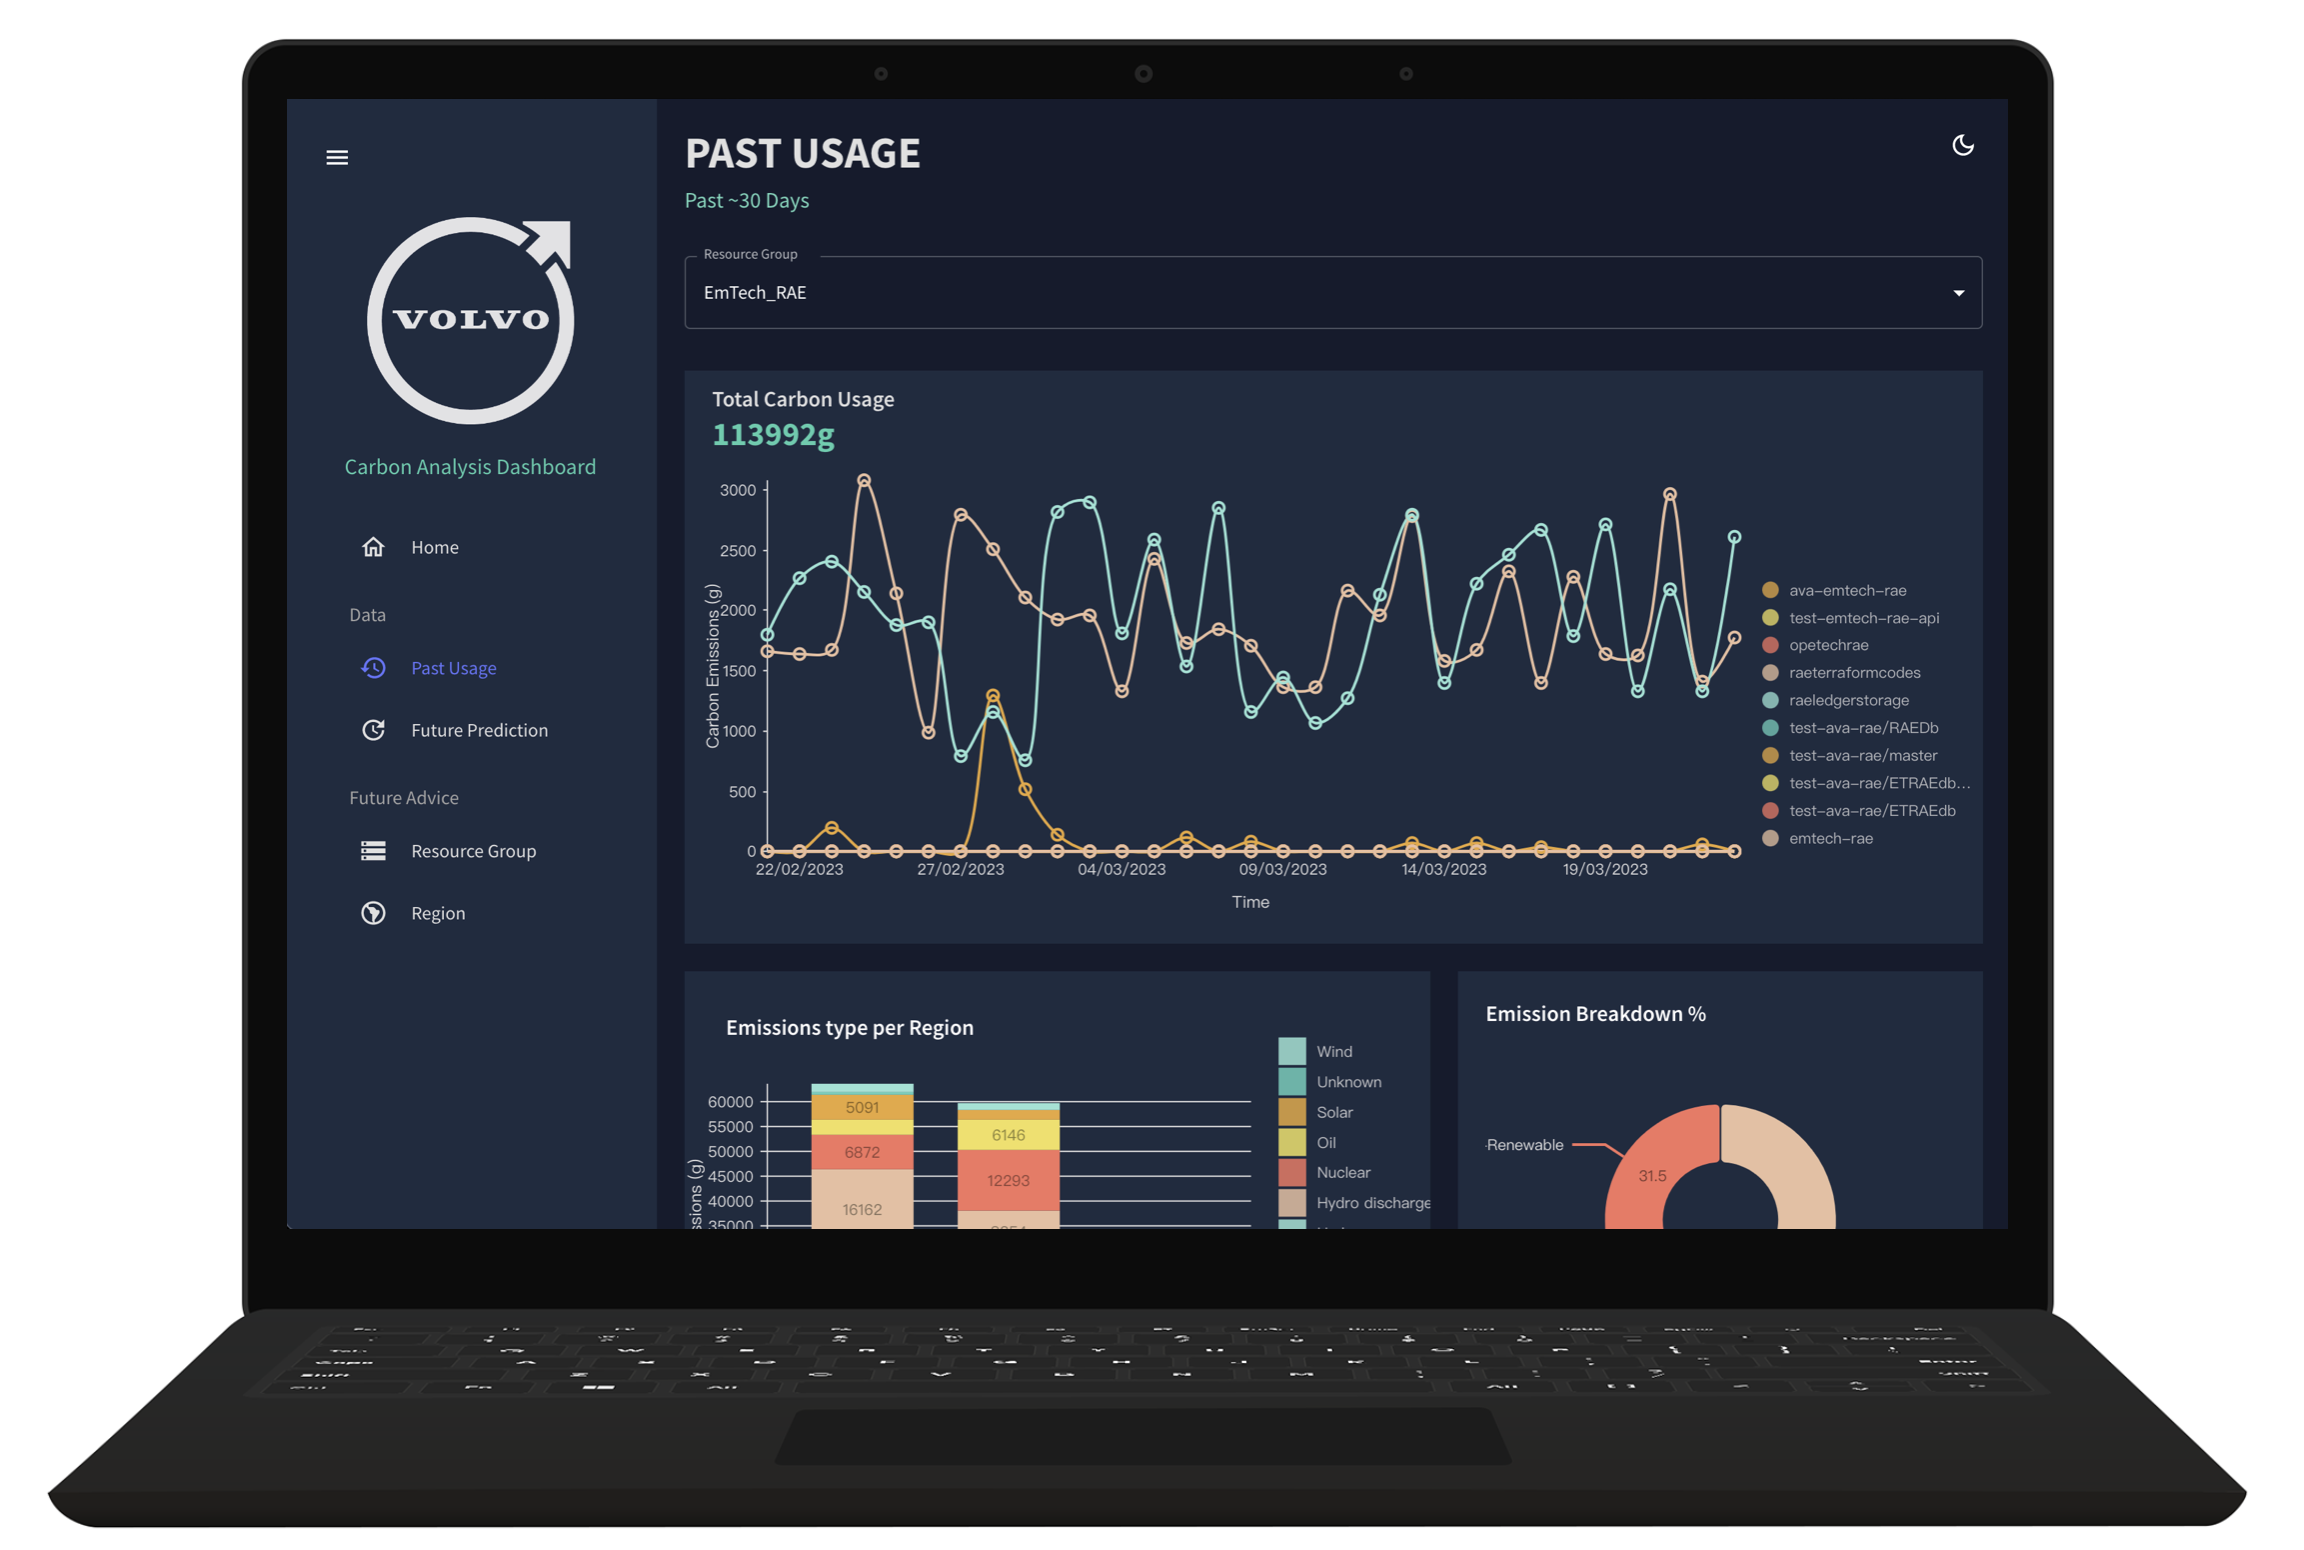 PAST USAGE
Past ~30 Days
VOLVO
Carbon Analysis Dashboard
Home
Data
Past Usage
Future Prediction
Future Advice
Resource Group
Region
Resource Group
EmTech_RAE
Total Carbon Usage
113992g
3000
2500
2000
1500
1000
500
0
Carbon Emissions (g)
22/02/2023
27/02/2023
04/03/2023
09/03/2023
14/03/2023
19/03/2023
Time
ava-emtech-rae
test-emtech-rae-api
opetechrae
raeterraformcodes
raeledgerstorage
test-ava-rae/RAEDb
test-ava-rae/master
test-ava-rae/ETRAEdb...
test-ava-rae/ETRAEdb
emtech-rae
Emissions type per Region
60000
55000
50000
45000
40000
35000
ssions (g)
5091
6872
16162
6146
12293
Wind
Unknown
Solar
Oil
Nuclear
Hydro discharge
Emission Breakdown %
Renewable
31.5